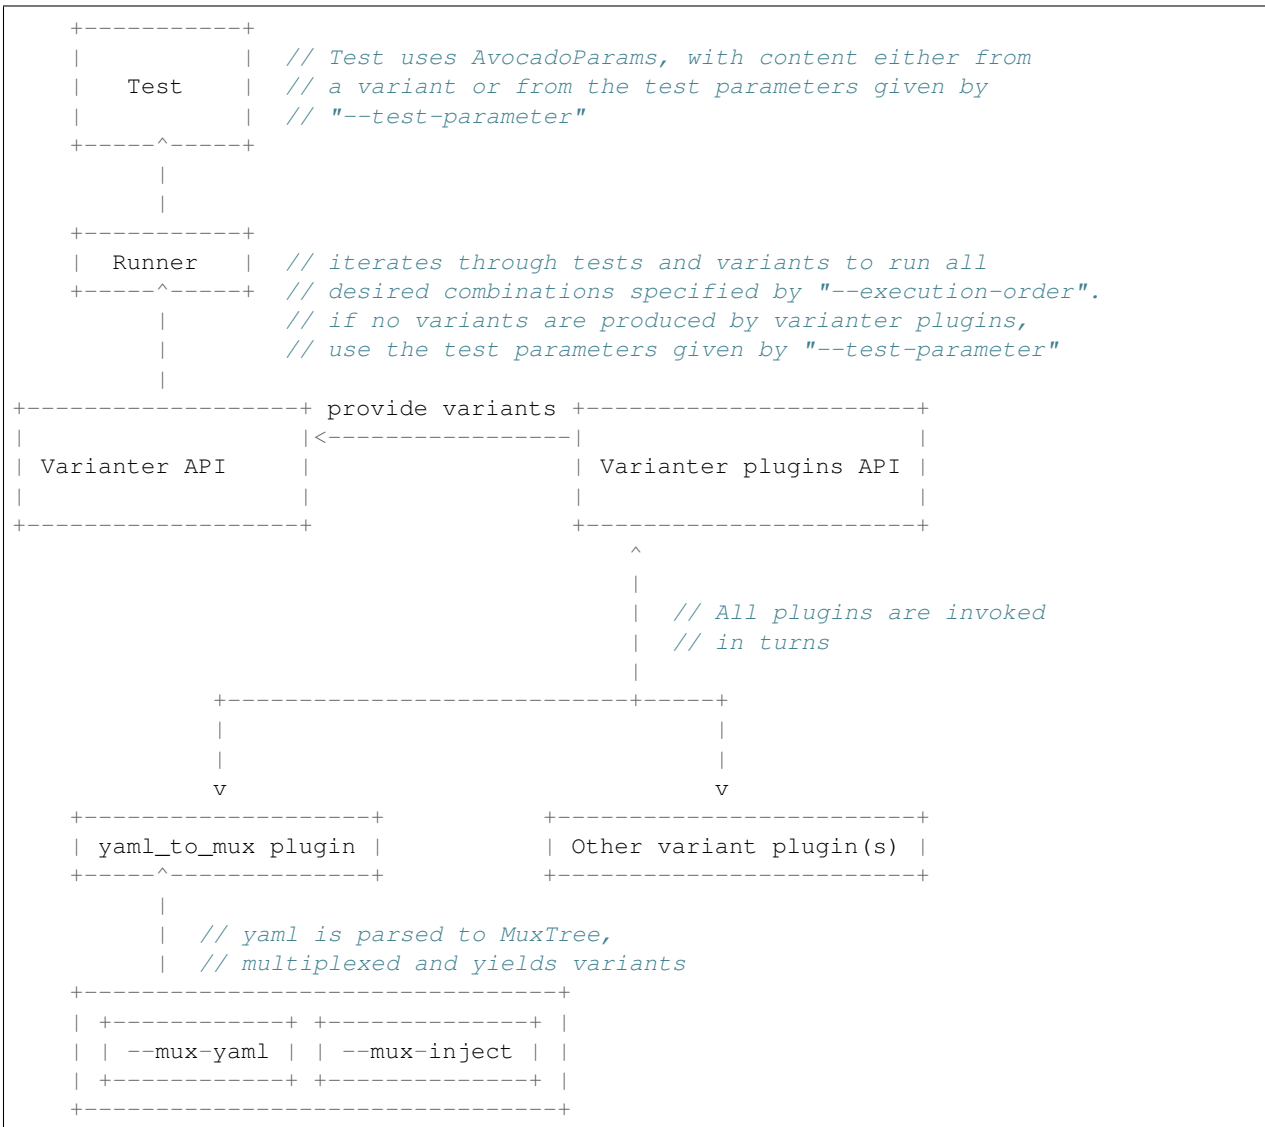 +-----------+
    |           |  // Test uses AvocadoParams, with content either from
    |   Test    |  // a variant or from the test parameters given by
    |           |  // "--test-parameter"
    +-----^-----+
          |
          |
    +-----------+
    |  Runner   |  // iterates through tests and variants to run all
    +-----^-----+  // desired combinations specified by "--execution-order".
          |        // if no variants are produced by varianter plugins,
          |        // use the test parameters given by "--test-parameter"
          |
+-------------------+ provide variants +-----------------------+
|                   |<-----------------|                       |
| Varianter API     |                  | Varianter plugins API |
|                   |                  |                       |
+-------------------+                  +-----------------------+
                                           ^
                                           |
                                           |  // All plugins are invoked
                                           |  // in turns
                                           |
              +----------------------------+-----+
              |                                  |
              |                                  |
              v                                  v
    +--------------------+           +-------------------------+
    | yaml_to_mux plugin |           | Other variant plugin(s) |
    +-----^--------------+           +-------------------------+
          |
          |  // yaml is parsed to MuxTree,
          |  // multiplexed and yields variants
    +---------------------------------+
    | +------------+ +--------------+ |
    | | --mux-yaml | | --mux-inject | |
    | +------------+ +--------------+ |
    +---------------------------------+